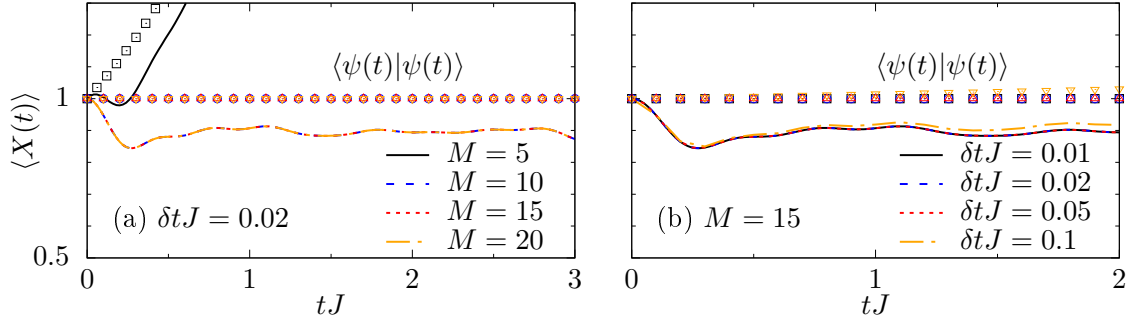 ⟨X(t)⟩
1
0.5
⟨ψ(t)|ψ(t)⟩
M = 5
M = 10
M = 15
M = 20
(a) δtJ = 0.02
0 1 2 3
tJ
⟨ψ(t)|ψ(t)⟩
δtJ = 0.01
δtJ = 0.02
δtJ = 0.05
δtJ = 0.1
(b) M = 15
0 1 2
tJ